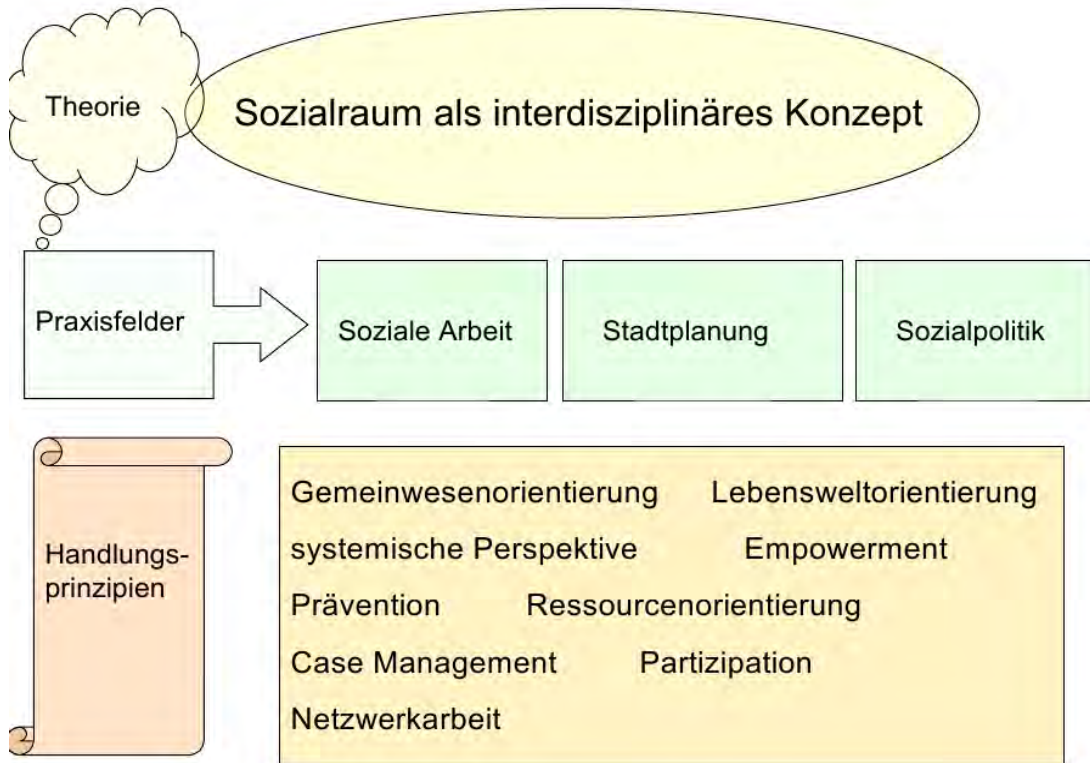 Theorie
Sozialraum als interdisziplinäres Konzept
Praxisfelder
Soziale Arbeit
Stadtplanung
Sozialpolitik
Handlungs-
prinzipien
Gemeinwesenorientierung Lebensweltorientierung
systemische Perspektive Empowerment
Prävention Ressourcenorientierung
Case Management Partizipation
Netzwerkarbeit